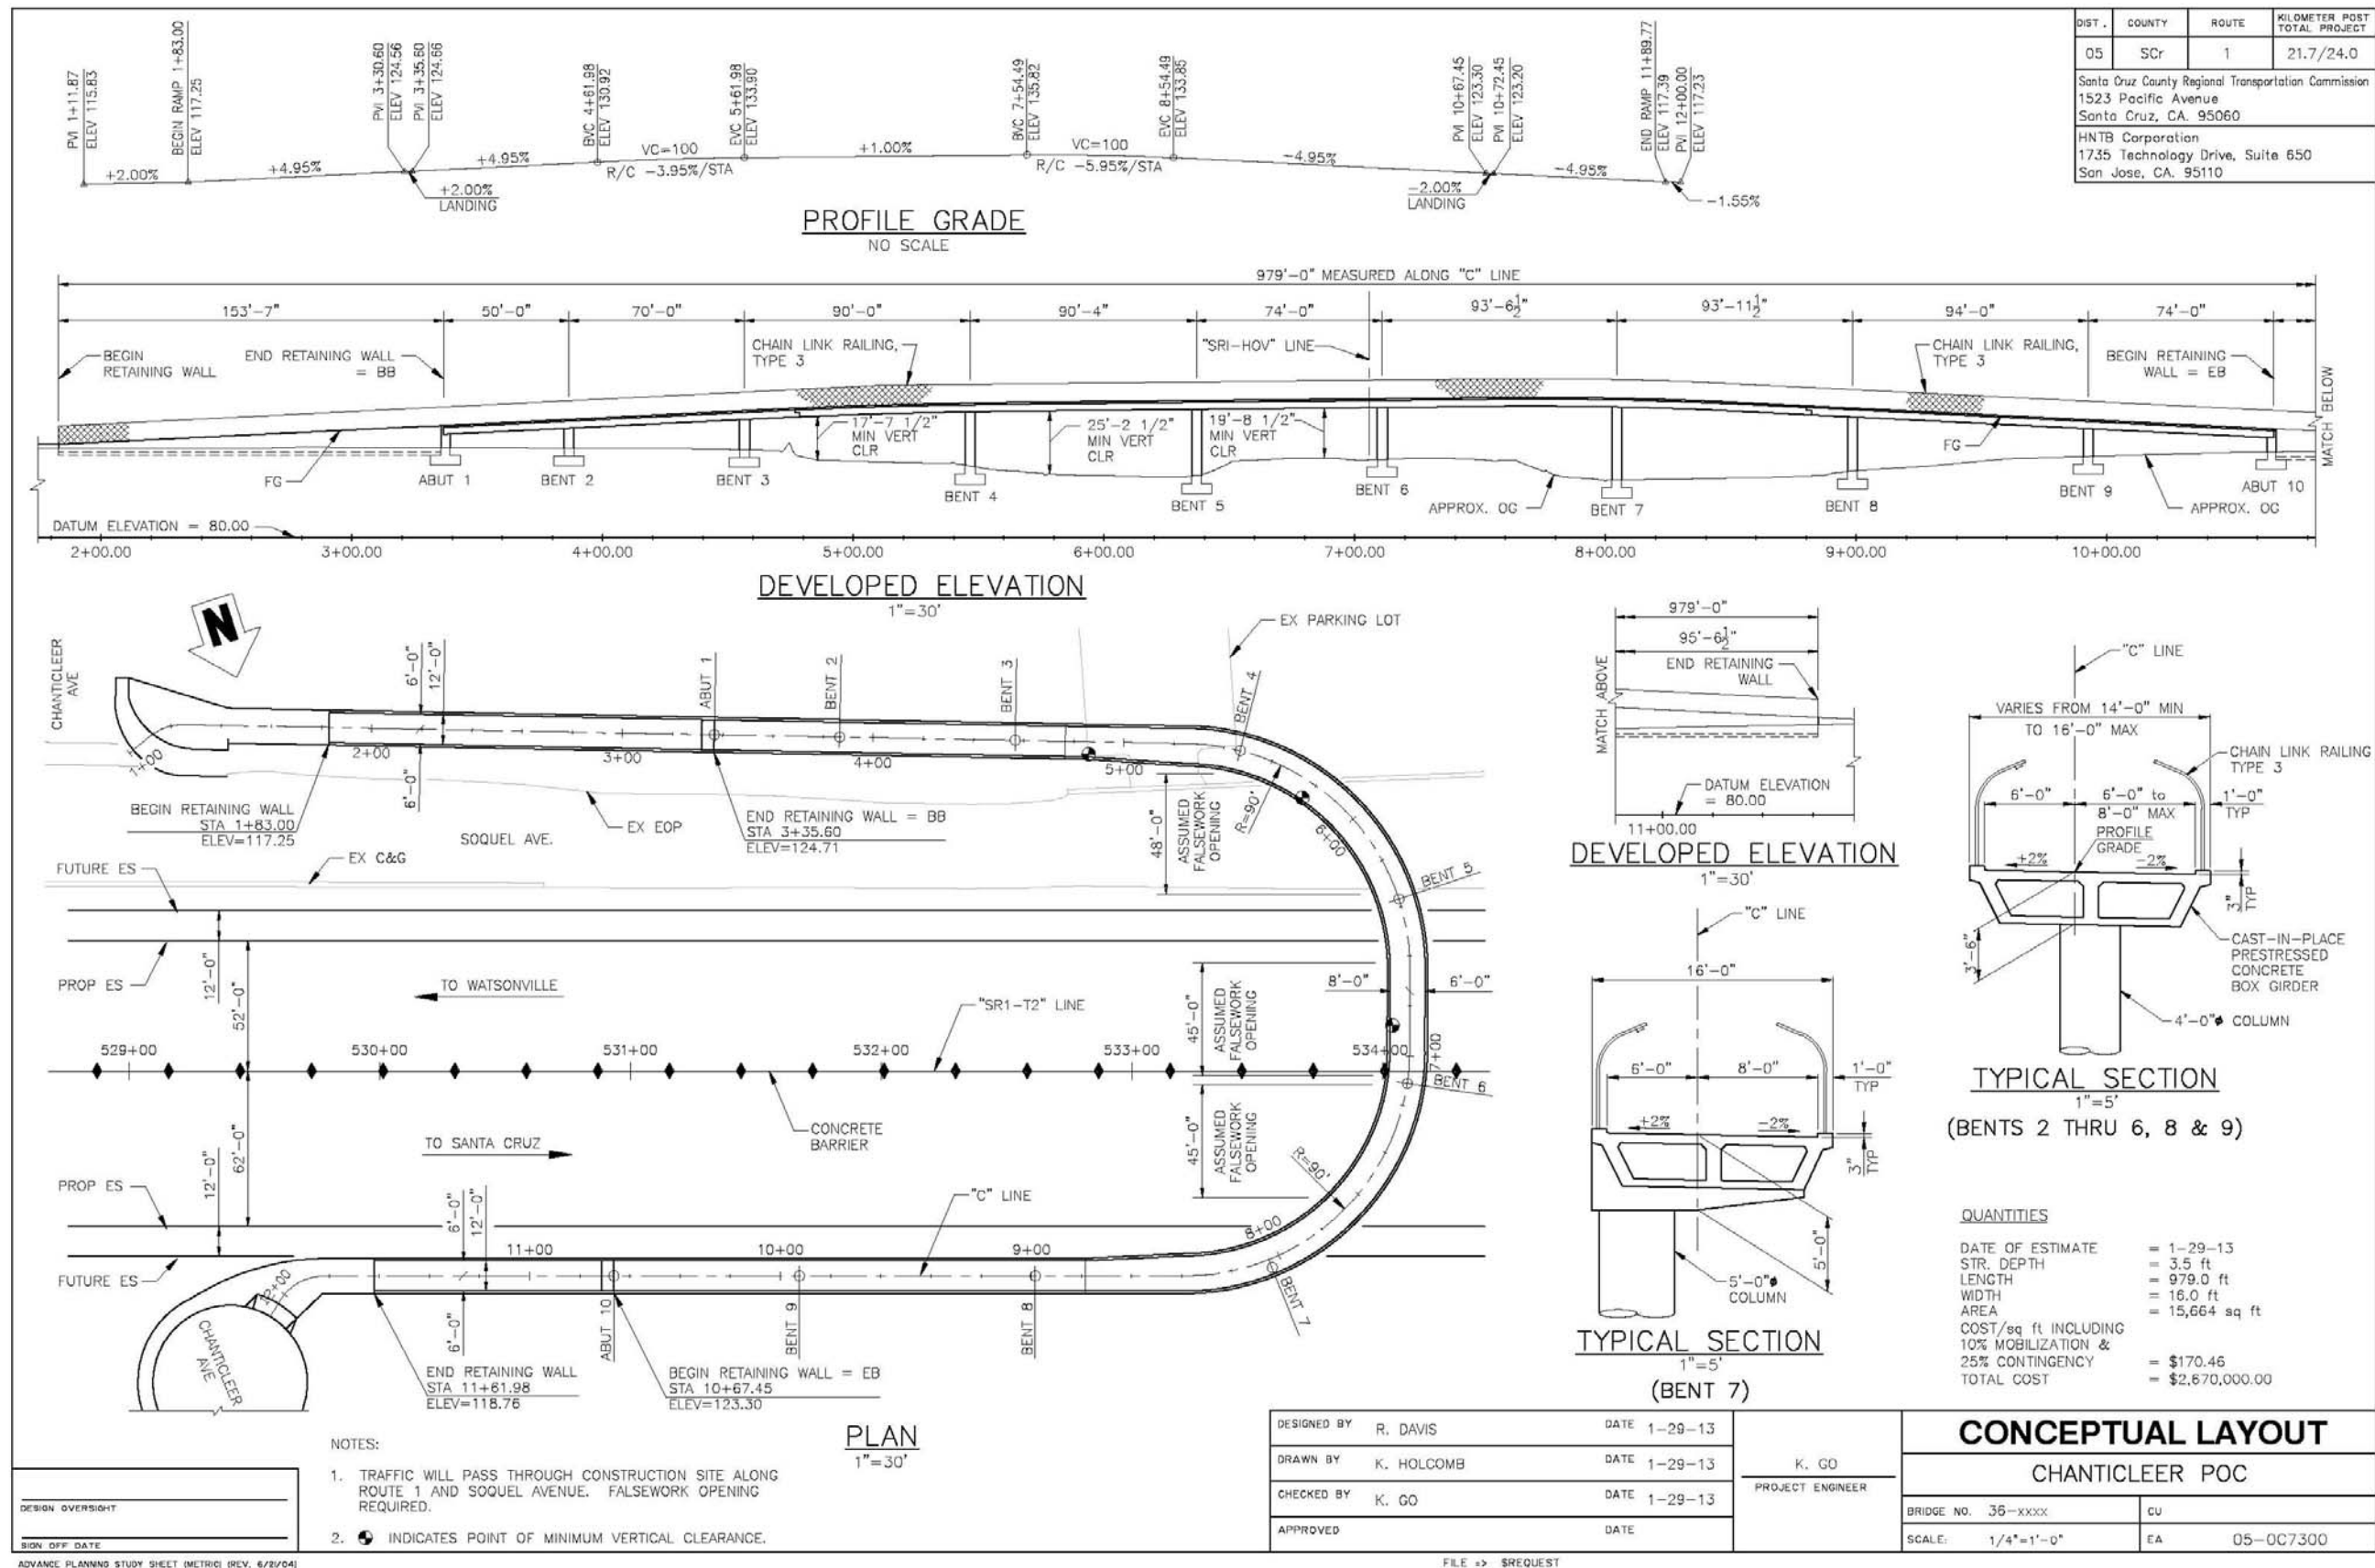 PVI 1+11.87
ELEV 115.83
BEGIN RAMP 1+83.00
ELEV 117.25
PVI 3+30.60
ELEV 124.56
PVI 3+35.60
ELEV 124.66
BVC 4+61.98
ELEV 130.92
EVC 5+61.98
ELEV 133.90
BVC 7+54.49
ELEV 135.82
EVC 8+54.49
ELEV 133.85
PVI 10+67.45
ELEV 123.30
PVI 10+72.45
ELEV 123.20
END RAMP 11+89.77
ELEV 117.39
PVI 12+00.00
ELEV 117.23
+2.00%
+4.95%
+2.00%
LANDING
+4.95%
VC=100
R/C -3.95%/STA
+1.00%
VC=100
R/C -5.95%/STA
-4.95%
-2.00%
LANDING
-4.95%
-1.55%
PROFILE GRADE
NO SCALE
DIST. COUNTY ROUTE KILOMETER POST TOTAL PROJECT
05 SCr 1 21.7/24.0
Santa Cruz County Regional Transportation Commission
1523 Pacific Avenue
Santa Cruz, CA. 95060
HNTB Corporation
1735 Technology Drive, Suite 650
San Jose, CA. 95110
979'-0" MEASURED ALONG "C" LINE
153'-7" 50'-0" 70'-0" 90'-0" 90'-4" 74'-0" 93'-6½" 93'-11½" 94'-0" 74'-0"
BEGIN
RETAINING WALL
END RETAINING WALL
= BB
CHAIN LINK RAILING,
TYPE 3
"SRI-HOV" LINE
CHAIN LINK RAILING,
TYPE 3
BEGIN RETAINING
WALL = EB
MATCH BELOW
17'-7 1/2"
MIN VERT
CLR
25'-2 1/2"
MIN VERT
CLR
19'-8 1/2"
MIN VERT
CLR
FG
FG
ABUT 1
BENT 2
BENT 3
BENT 4
BENT 5
BENT 6
BENT 7
BENT 8
BENT 9
ABUT 10
APPROX. OG
APPROX. OG
DATUM ELEVATION = 80.00
2+00.00 3+00.00 4+00.00 5+00.00 6+00.00 7+00.00 8+00.00 9+00.00 10+00.00
DEVELOPED ELEVATION
1"=30'
N
CHANTICLEER
AVE
6'-0"
12'-0"
6'-0"
ABUT 1
BENT 2
BENT 3
BENT 4
EX PARKING LOT
1+00
2+00
3+00
4+00
5+00
6+00
R=90'
BENT 5
BEGIN RETAINING WALL
STA 1+83.00
ELEV=117.25
EX EOP
SOQUEL AVE.
END RETAINING WALL = BB
STA 3+35.60
ELEV=124.71
48'-0"
ASSUMED
FALSEWORK
OPENING
EX C&G
FUTURE ES
PROP ES
12'-0"
52'-0"
TO WATSONVILLE
"SR1-T2" LINE
45'-0"
ASSUMED
FALSEWORK
OPENING
8'-0"
6'-0"
529+00 530+00 531+00 532+00 533+00 534+00
7+00
BENT 6
CONCRETE
BARRIER
TO SANTA CRUZ
45'-0"
ASSUMED
FALSEWORK
OPENING
R=90'
PROP ES
12'-0"
62'-0"
6'-0"
12'-0"
6'-0"
"C" LINE
FUTURE ES
12+00
11+00
10+00
9+00
8+00
CHANTICLEER
AVE
ABUT 10
BENT 9
BENT 8
BENT 7
END RETAINING WALL
STA 11+61.98
ELEV=118.76
BEGIN RETAINING WALL = EB
STA 10+67.45
ELEV=123.30
PLAN
1"=30'
979'-0"
95'-6½"
END RETAINING
WALL
MATCH ABOVE
DATUM ELEVATION
= 80.00
11+00.00
DEVELOPED ELEVATION
1"=30'
"C" LINE
VARIES FROM 14'-0" MIN
TO 16'-0" MAX
CHAIN LINK RAILING
TYPE 3
6'-0"
6'-0" to
8'-0" MAX
1'-0"
TYP
PROFILE
GRADE
+2%
-2%
3"
TYP
3'-6"
CAST-IN-PLACE
PRESTRESSED
CONCRETE
BOX GIRDER
4'-0"ϕ COLUMN
TYPICAL SECTION
1"=5'
(BENTS 2 THRU 6, 8 & 9)
"C" LINE
16'-0"
6'-0"
8'-0"
1'-0"
TYP
+2%
-2%
3"
TYP
5'-0"
5'-0"ϕ
COLUMN
TYPICAL SECTION
1"=5'
(BENT 7)
QUANTITIES
DATE OF ESTIMATE = 1-29-13
STR. DEPTH = 3.5 ft
LENGTH = 979.0 ft
WIDTH = 16.0 ft
AREA = 15,664 sq ft
COST/sq ft INCLUDING
10% MOBILIZATION &
25% CONTINGENCY = $170.46
TOTAL COST = $2,670,000.00
NOTES:
1. TRAFFIC WILL PASS THROUGH CONSTRUCTION SITE ALONG
ROUTE 1 AND SOQUEL AVENUE. FALSEWORK OPENING
REQUIRED.
2. INDICATES POINT OF MINIMUM VERTICAL CLEARANCE.
DESIGN OVERSIGHT
SIGN OFF DATE
DESIGNED BY R. DAVIS DATE 1-29-13
DRAWN BY K. HOLCOMB DATE 1-29-13
CHECKED BY K. GO DATE 1-29-13
APPROVED DATE
K. GO
PROJECT ENGINEER
CONCEPTUAL LAYOUT
CHANTICLEER POC
BRIDGE NO. 36-xxxx CU
SCALE: 1/4"=1'-0" EA 05-0C7300
ADVANCE PLANNING STUDY SHEET (METRIC) (REV. 6/21/04)
FILE => $REQUEST